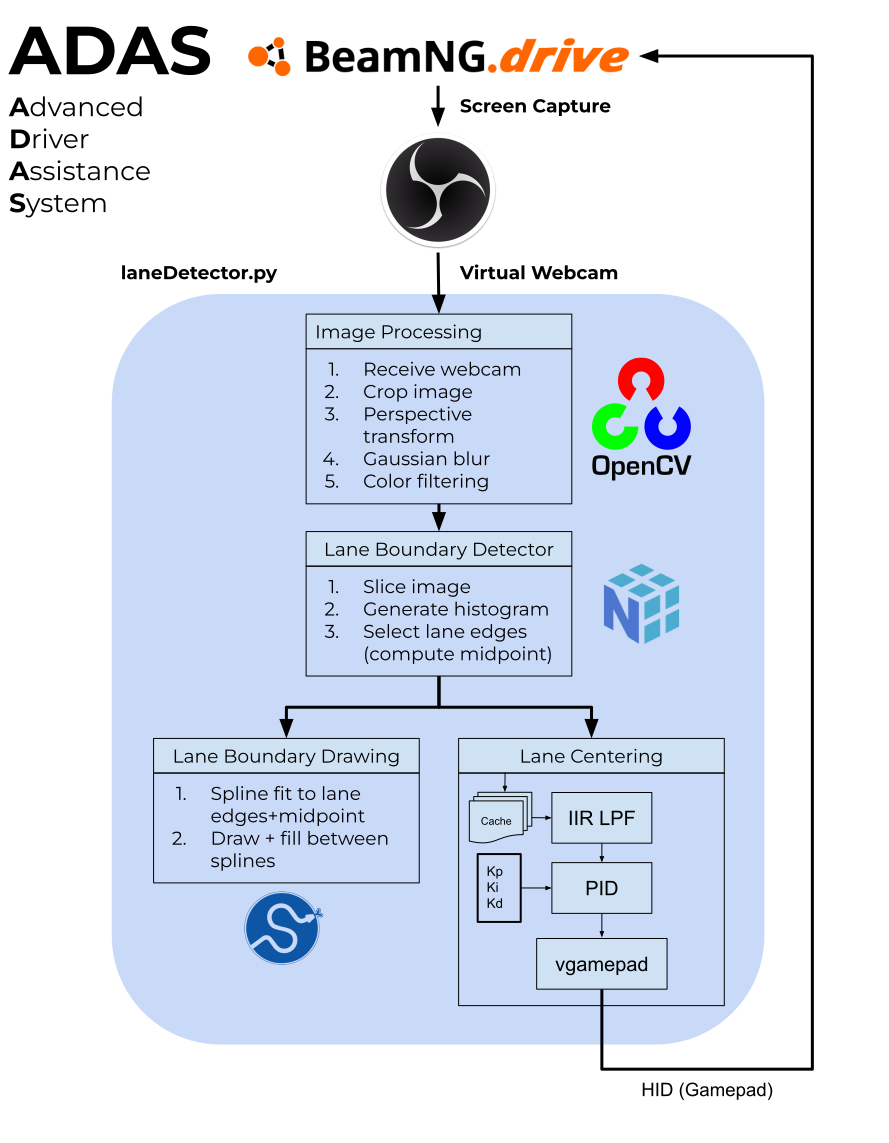 ADAS
BeamNG.drive
Advanced
Driver
Assistance
System
Screen Capture
laneDetector.py
Virtual Webcam
Image Processing
1. Receive webcam
2. Crop image
3. Perspective
transform
4. Gaussian blur
5. Color filtering
OpenCV
Lane Boundary Detector
1. Slice image
2. Generate histogram
3. Select lane edges
(compute midpoint)
N
Lane Boundary Drawing
1. Spline fit to lane
edges+midpoint
2. Draw + fill between
splines
Lane Centering
Cache
IIR LPF
Kp
Ki
Kd
PID
vgamepad
HID (Gamepad)